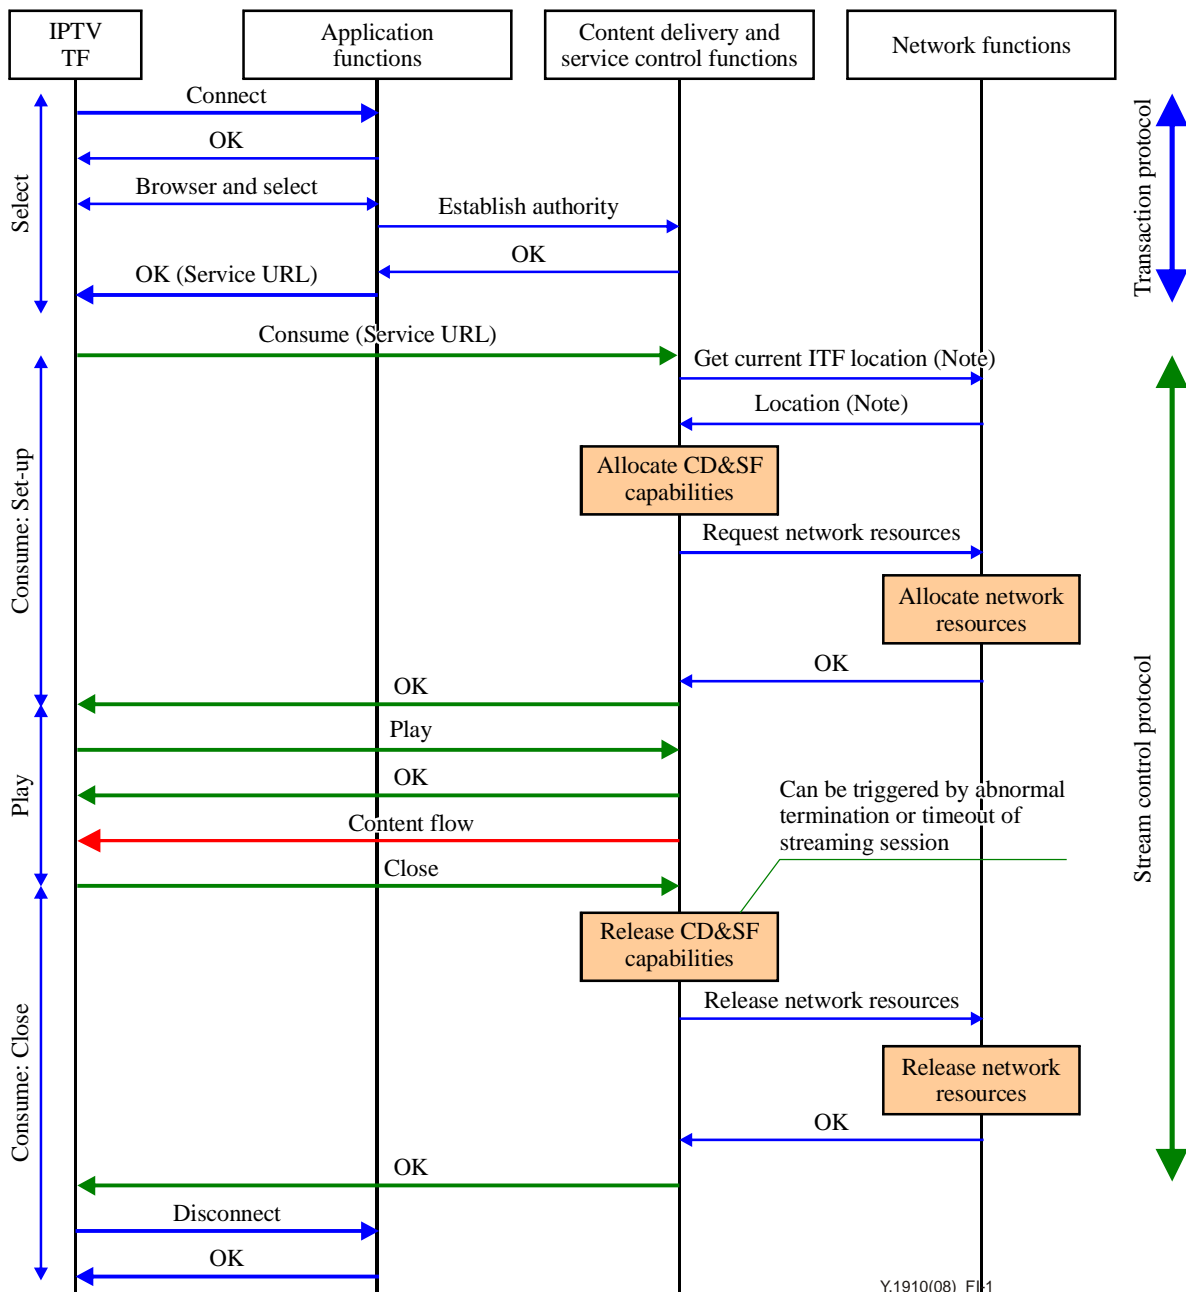 IPTV
TF
Application
functions
Content delivery and
service control functions
Network functions
Connect
OK
Browser and select
Establish authority
OK
OK (Service URL)
Select
Transaction protocol
Consume (Service URL)
Get current ITF location (Note)
Location (Note)
Allocate CD&SF
capabilities
Request network resources
Allocate network
resources
OK
OK
Consume: Set-up
Play
OK
Content flow
Play
Can be triggered by abnormal
termination or timeout of
streaming session
Close
Release CD&SF
capabilities
Release network resources
Release network
resources
OK
OK
Stream control protocol
Disconnect
OK
Consume: Close
Y.1910(08)_FI-1